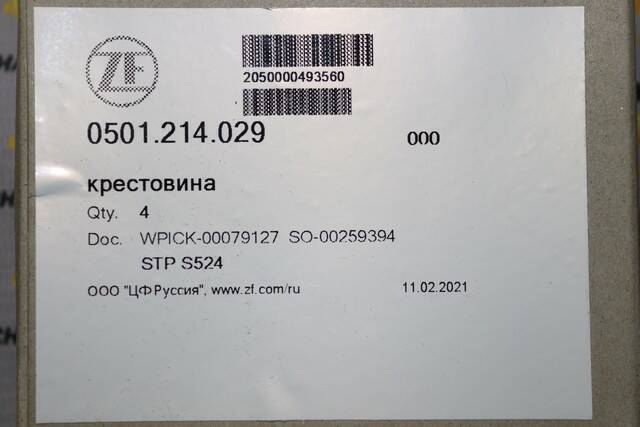 ZF
2050000493560
0501.214.029 000
крестовина
Qty. 4
Doc. WPICK-00079127 SO-00259394
STP S524
ООО "ЦФ Руссия", www.zf.com/ru 11.02.2021